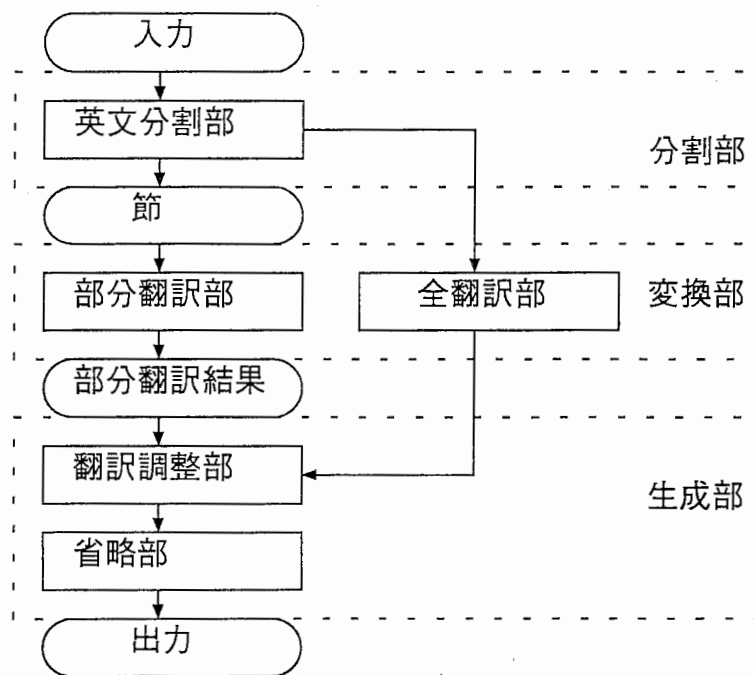 入力
英文分割部
分割部
節
部分翻訳部
全翻訳部
変換部
部分翻訳結果
翻訳調整部
生成部
省略部
出力